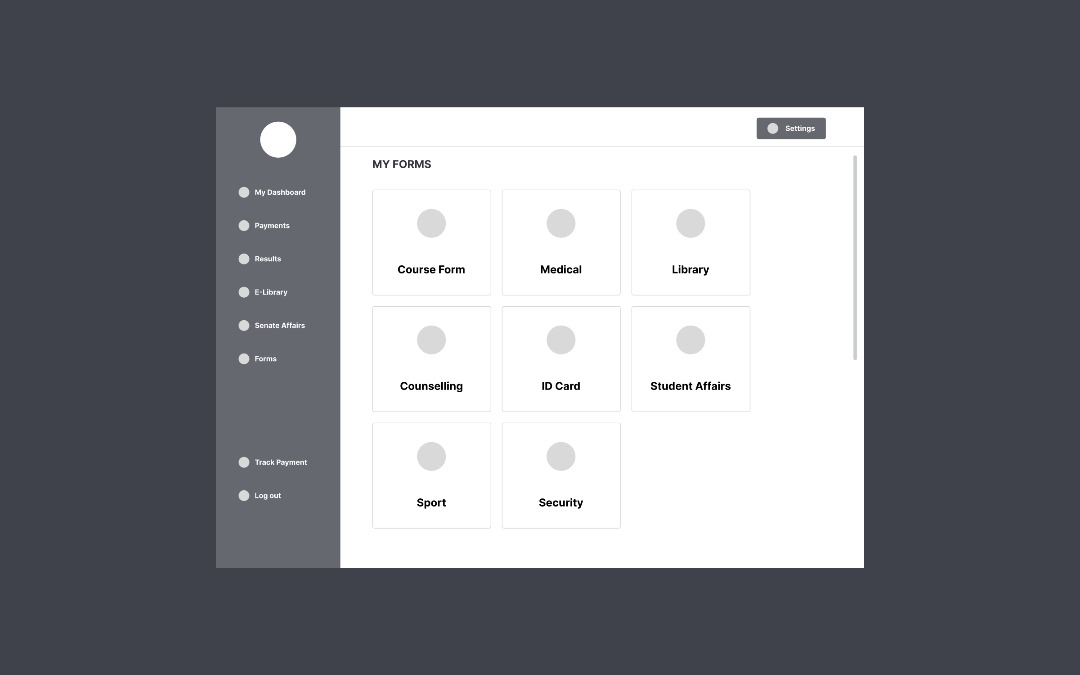 Settings
My Dashboard
Payments
Results
E-Library
Senate Affairs
Forms
Track Payment
Log out
MY FORMS
Course Form
Medical
Library
Counselling
ID Card
Student Affairs
Sport
Security